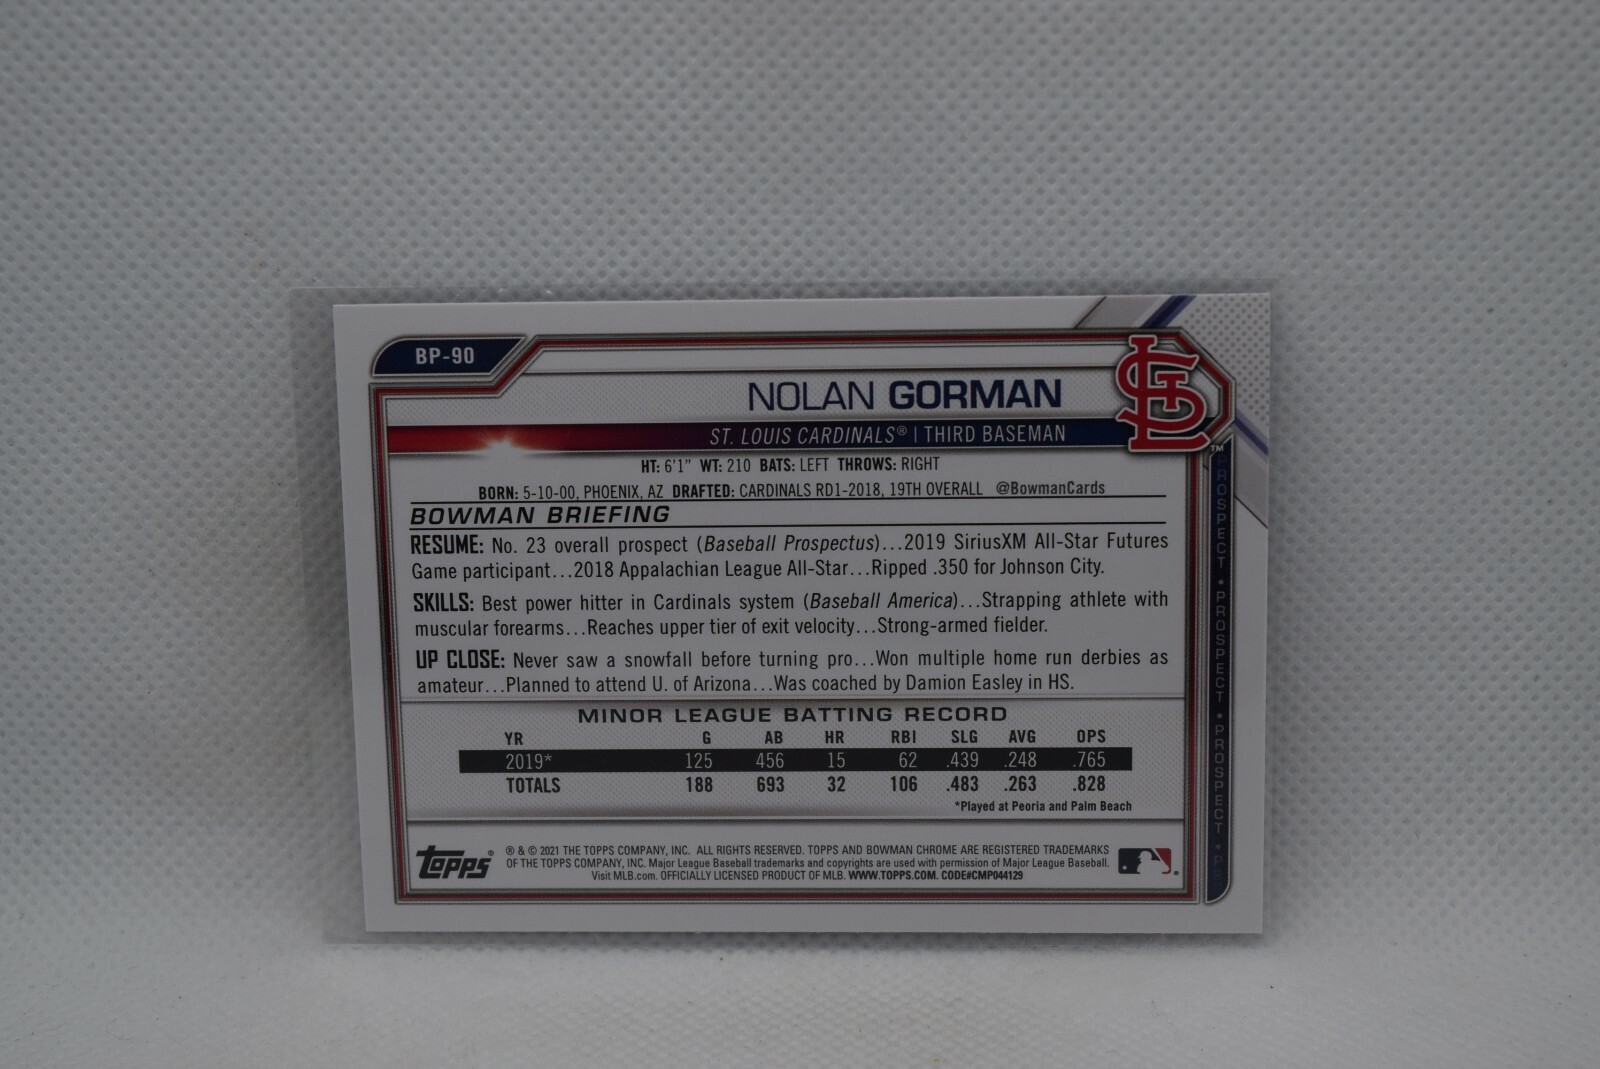 BP-90
NOLAN GORMAN
ST. LOUIS CARDINALS® | THIRD BASEMAN
HT: 6'1" WT: 210 BATS: LEFT THROWS: RIGHT
BORN: 5-10-00, PHOENIX, AZ DRAFTED: CARDINALS RD1-2018, 19TH OVERALL @BowmanCards
BOWMAN BRIEFING
RESUME: No. 23 overall prospect (Baseball Prospectus)...2019 SiriusXM All-Star Futures
Game participant...2018 Appalachian League All-Star...Ripped .350 for Johnson City.
SKILLS: Best power hitter in Cardinals system (Baseball America)...Strapping athlete with
muscular forearms...Reaches upper tier of exit velocity...Strong-armed fielder.
UP CLOSE: Never saw a snowfall before turning pro...Won multiple home run derbies as
amateur...Planned to attend U. of Arizona...Was coached by Damion Easley in HS.
MINOR LEAGUE BATTING RECORD
YR G AB HR RBI SLG AVG OPS
2019* 125 456 15 62 .439 .248 .765
TOTALS 188 693 32 106 .483 .263 .828
*Played at Peoria and Palm Beach
topps®
® & © 2021 THE TOPPS COMPANY, INC. ALL RIGHTS RESERVED. TOPPS AND BOWMAN CHROME ARE REGISTERED TRADEMARKS
OF THE TOPPS COMPANY, INC. Major League Baseball trademarks and copyrights are used with permission of Major League Baseball.
Visit MLB.com. OFFICIALLY LICENSED PRODUCT OF MLB. WWW.TOPPS.COM. CODE#CMP044129
STL
TM
PROSPECT • PROSPECT • PROSPECT • PR